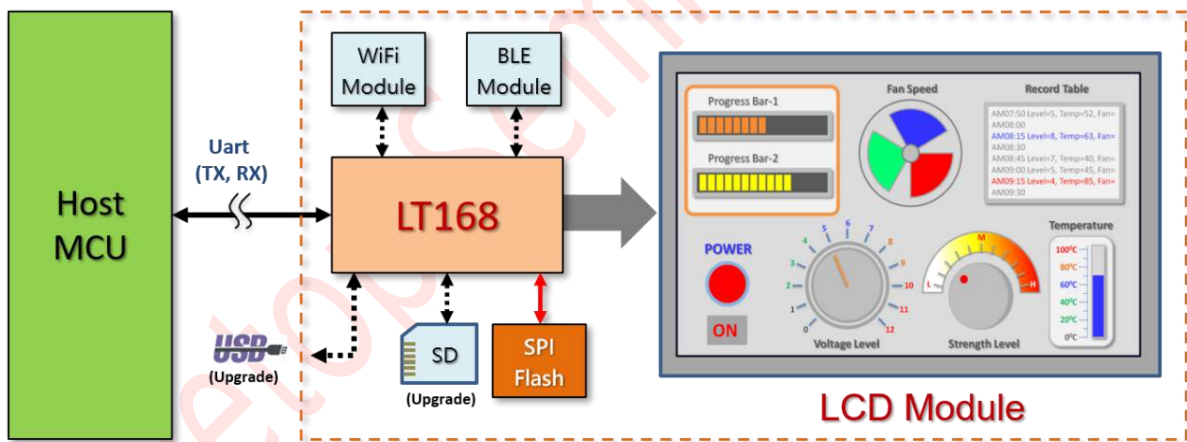 Host
MCU
Uart
(TX, RX)
WiFi
Module
BLE
Module
LT168
USB
(Upgrade)
SD
(Upgrade)
SPI
Flash
Progress Bar-1
Progress Bar-2
Fan Speed
Record Table
AM07:50 Level=5, Temp=52, Fan=
AM08:00
AM08:15 Level=8, Temp=63, Fan=
AM08:30
AM08:45 Level=7, Temp=40, Fan=
AM09:00 Level=5, Temp=45, Fan=
AM09:15 Level=4, Temp=85, Fan=
AM09:30
POWER
ON
0
1
2
3
4
5
6
7
8
9
10
11
12
Voltage Level
L
M
H
Strength Level
Temperature
100°C
80°C
60°C
40°C
20°C
0°C
LCD Module